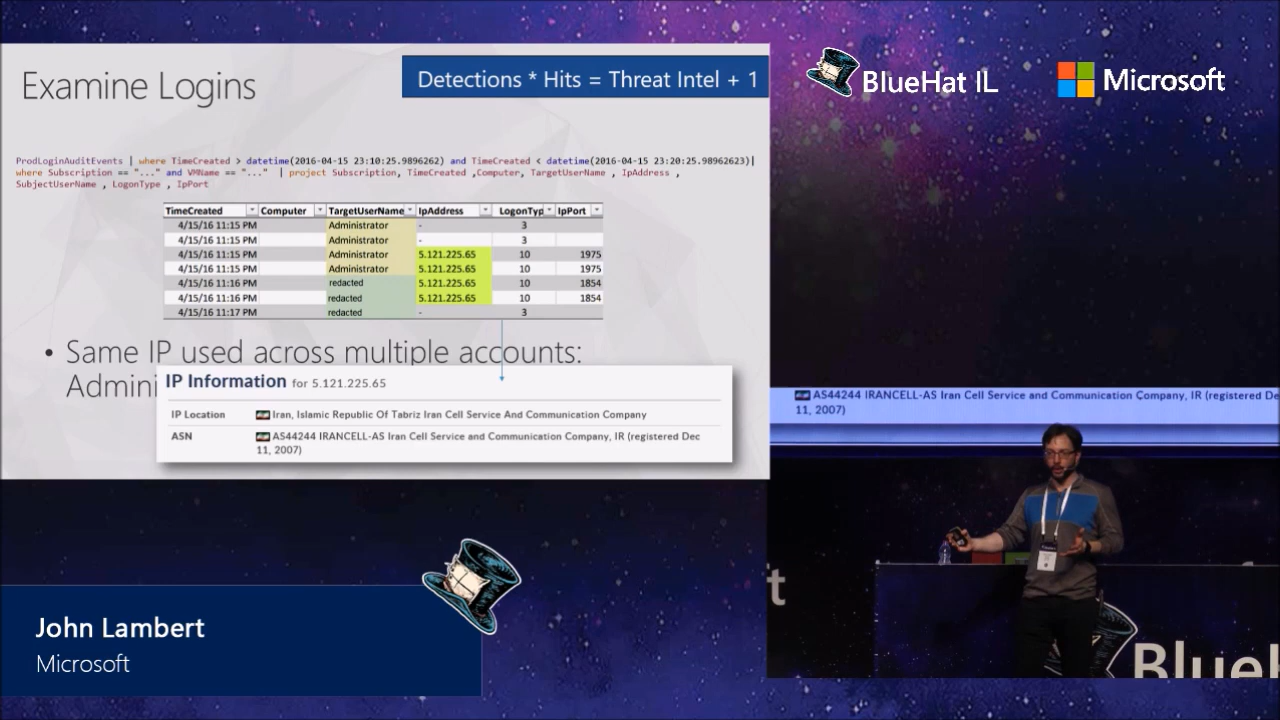 Examine Logins
Detections * Hits = Threat Intel + 1
BlueHat IL
Microsoft
ProdLoginAuditEvents | where TimeCreated > datetime(2016-04-15 23:10:25.9896262) and TimeCreated < datetime(2016-04-15 23:20:25.98962623)|
where Subscription == "..." and VMName == "..." | project Subscription, TimeCreated ,Computer, TargetUserName , IpAddress ,
SubjectUserName , LogonType , IpPort
TimeCreated Computer TargetUserName IpAddress LogonTyp IpPort
4/15/16 11:15 PM Administrator - 3
4/15/16 11:15 PM Administrator - 3
4/15/16 11:15 PM Administrator 5.121.225.65 10 1975
4/15/16 11:15 PM Administrator 5.121.225.65 10 1975
4/15/16 11:16 PM redacted 5.121.225.65 10 1854
4/15/16 11:16 PM redacted 5.121.225.65 10 1854
4/15/16 11:17 PM redacted - 3
• Same IP used across multiple accounts:
Admini
IP Information for 5.121.225.65
IP Location Iran, Islamic Republic Of Tabriz Iran Cell Service And Communication Company
ASN AS44244 IRANCELL-AS Iran Cell Service and Communication Company, IR (registered Dec
11, 2007)
AS44244 IRANCELL-AS Iran Cell Service and Communication Company, IR (registered De
11, 2007)
John Lambert
Microsoft
t
BlueH